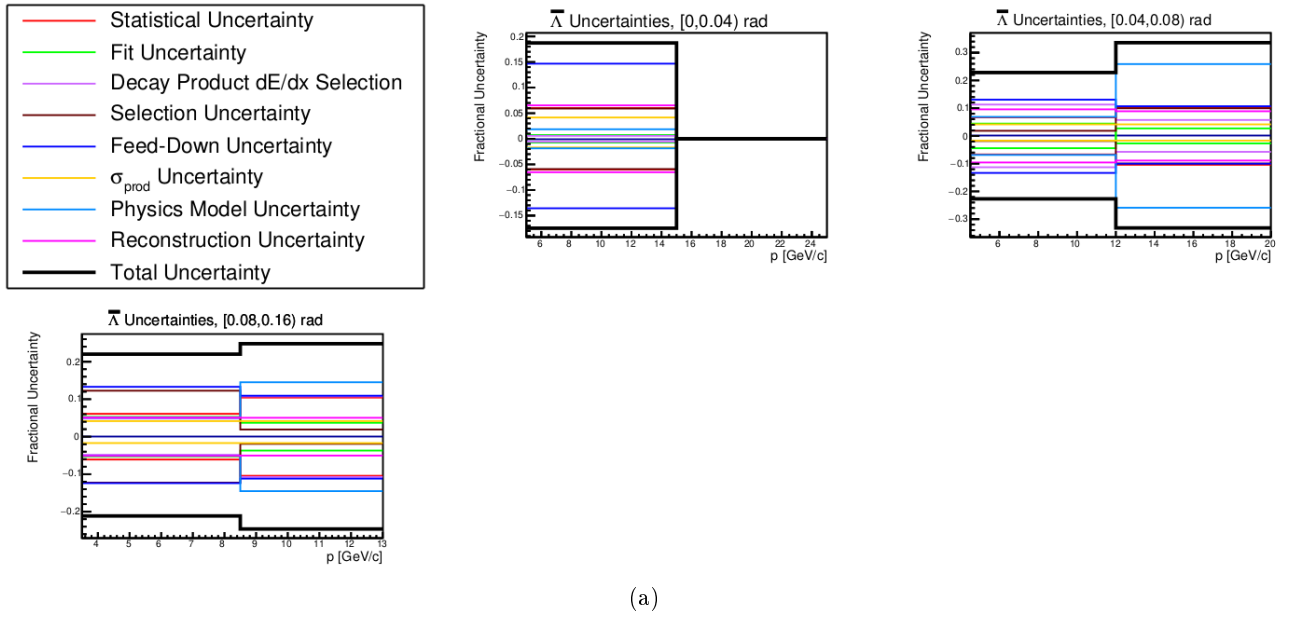 Statistical Uncertainty
Fit Uncertainty
Decay Product dE/dx Selection
Selection Uncertainty
Feed-Down Uncertainty
σprod Uncertainty
Physics Model Uncertainty
Reconstruction Uncertainty
Total Uncertainty
Λ̅ Uncertainties, [0,0.04) rad
Fractional Uncertainty
0.2
0.15
0.1
0.05
0
−0.05
−0.1
−0.15
6 8 10 12 14 16 18 20 22 24
p [GeV/c]
Λ̅ Uncertainties, [0.04,0.08) rad
Fractional Uncertainty
0.3
0.2
0.1
0
−0.1
−0.2
−0.3
6 8 10 12 14 16 18 20
p [GeV/c]
Λ̅ Uncertainties, [0.08,0.16) rad
Fractional Uncertainty
0.2
0.1
0
−0.1
−0.2
4 5 6 7 8 9 10 11 12 13
p [GeV/c]
(a)